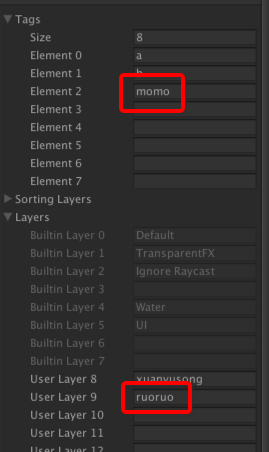 Tags
Size 8
Element 0 a
Element 1 b
Element 2 momo
Element 3
Element 4
Element 5
Element 6
Element 7
Sorting Layers
Layers
Builtin Layer 0 Default
Builtin Layer 1 TransparentFX
Builtin Layer 2 Ignore Raycast
Builtin Layer 3
Builtin Layer 4 Water
Builtin Layer 5 UI
Builtin Layer 6
Builtin Layer 7
User Layer 8 xuanyusong
User Layer 9 ruoruo
User Layer 10
User Layer 11
User Layer 12